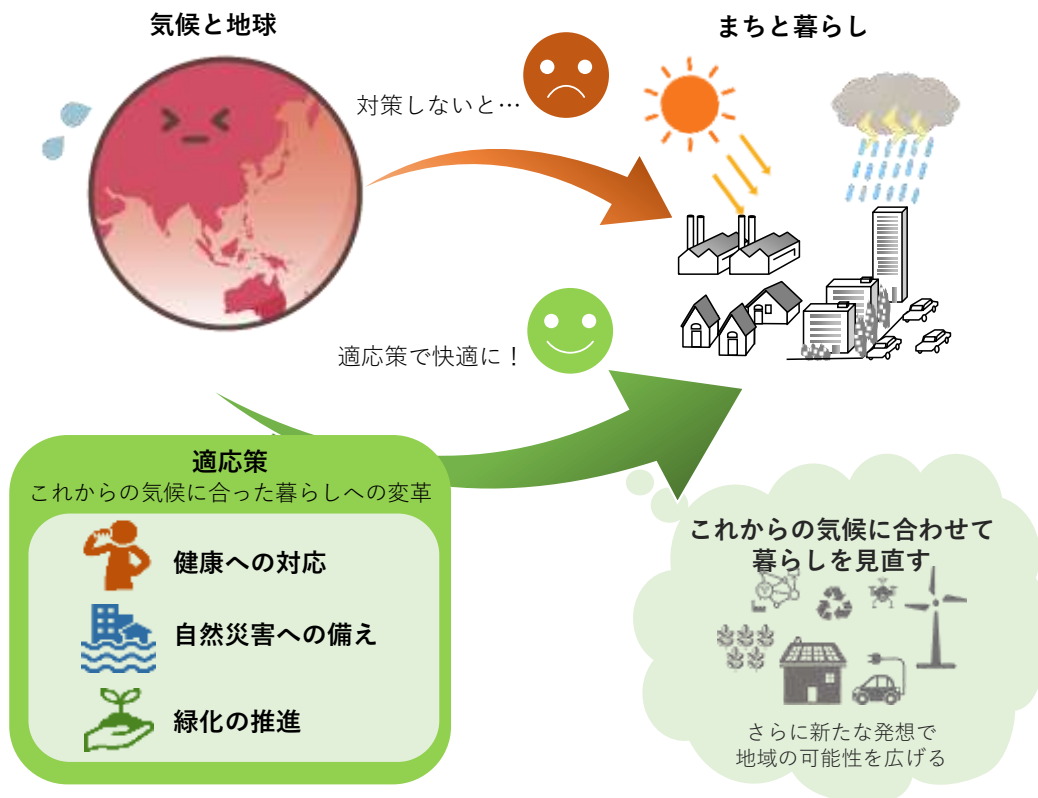 気候と地球
まちと暮らし
対策しないと…
適応策で快適に！
適応策
これからの気候に合った暮らしへの変革
健康への対応
自然災害への備え
緑化の推進
これからの気候に合わせて
暮らしを見直す
さらに新たな発想で
地域の可能性を広げる